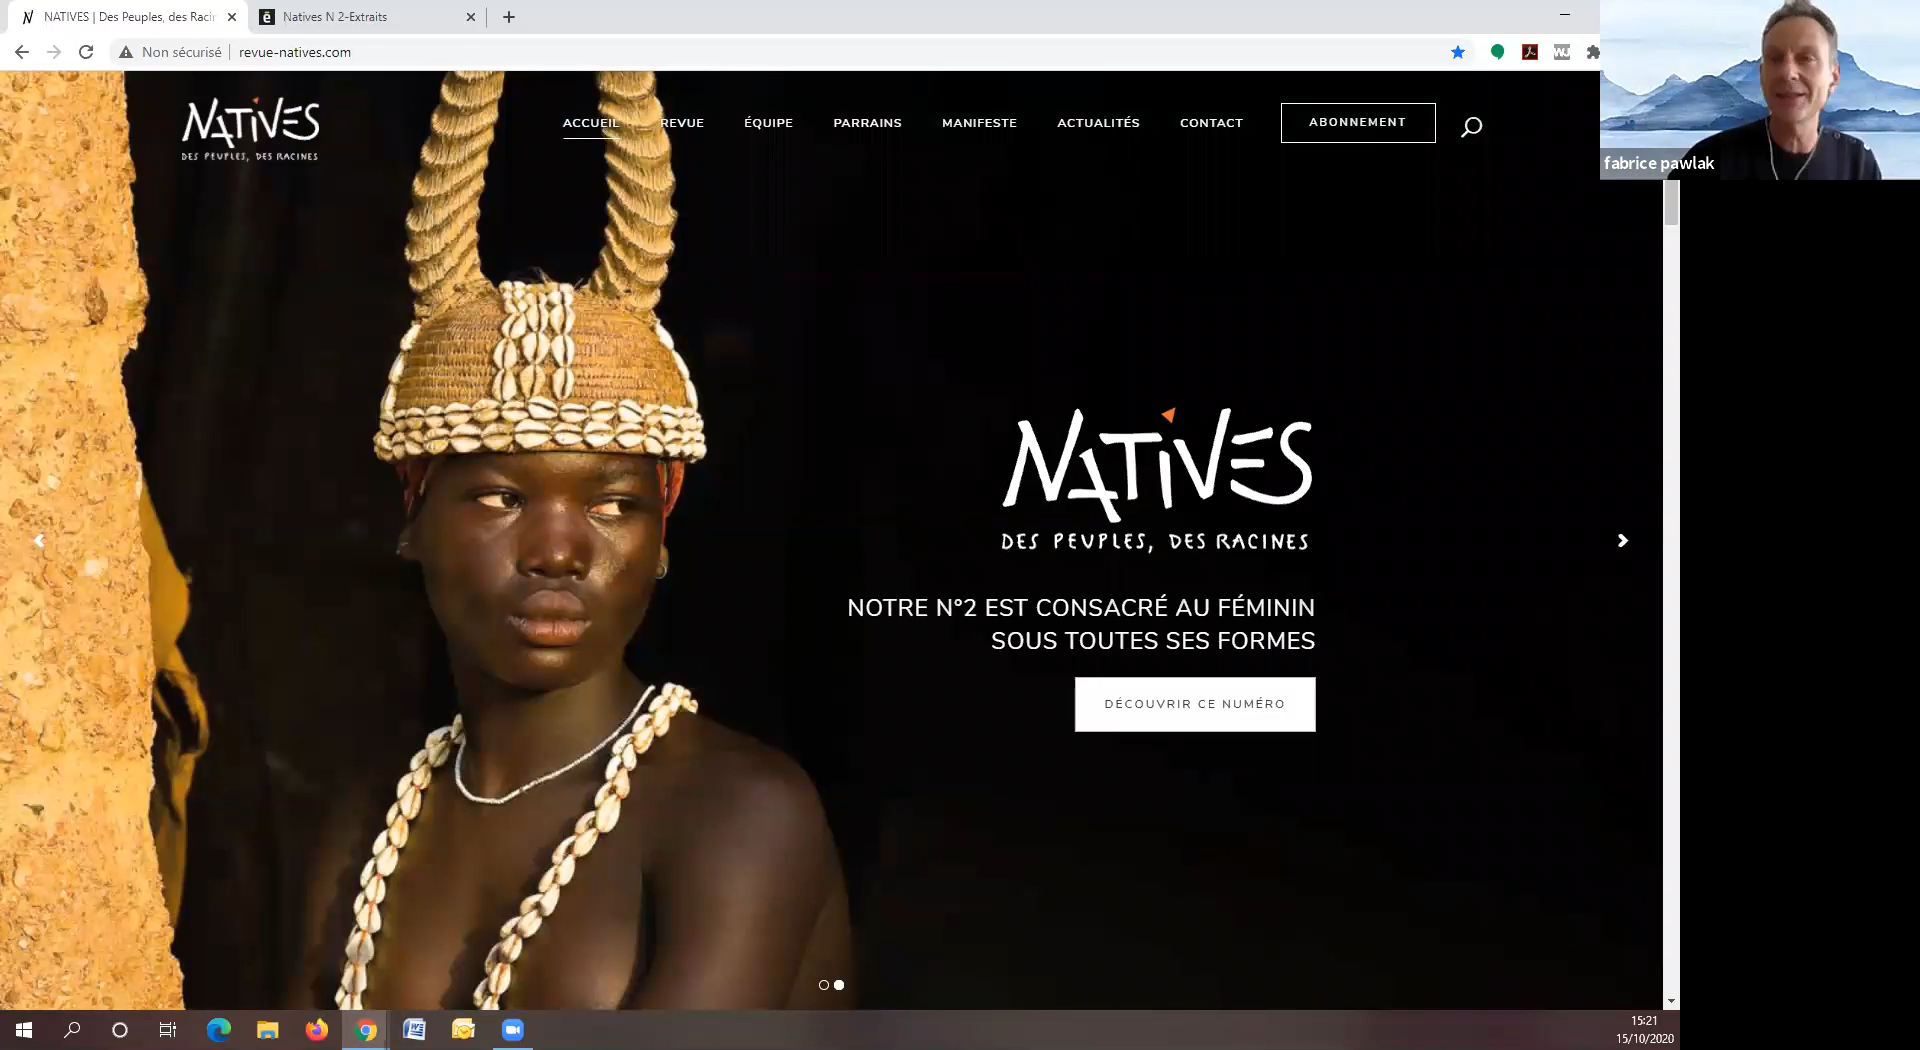 NATIVES | Des Peuples, des Racin
Natives N 2-Extraits
Non sécurisé
revue-natives.com
fabrice pawlak
NATIVES
DES PEUPLES, DES RACINES
ACCUEIL
REVUE
ÉQUIPE
PARRAINS
MANIFESTE
ACTUALITÉS
CONTACT
ABONNEMENT
NATIVES
DES PEUPLES, DES RACINES
NOTRE N°2 EST CONSACRÉ AU FÉMININ
SOUS TOUTES SES FORMES
DÉCOUVRIR CE NUMÉRO
15:21
15/10/2020